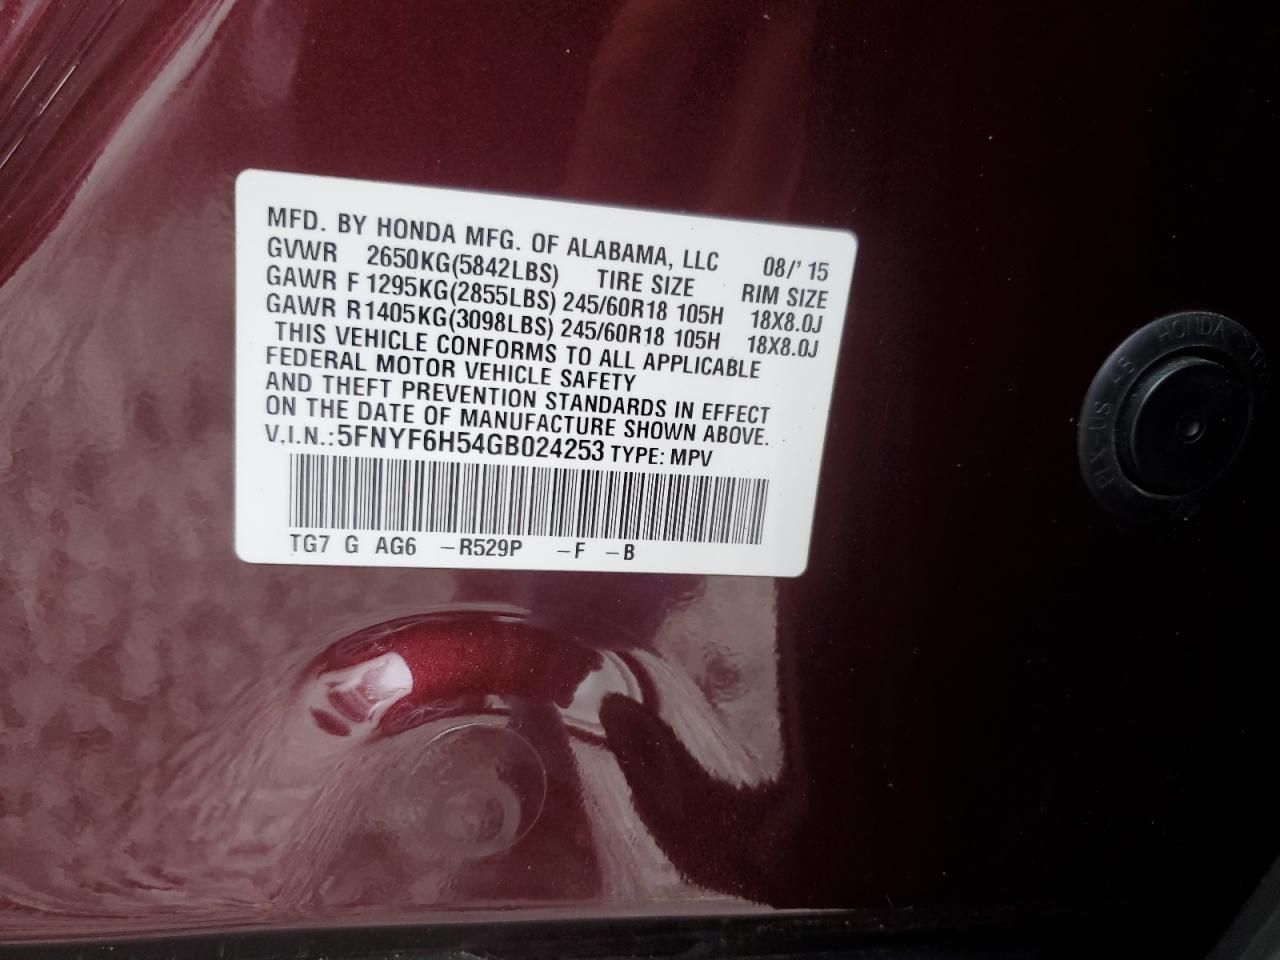 MFD. BY HONDA MFG. OF ALABAMA, LLC 08/'15
GVWR 2650KG(5842LBS) TIRE SIZE RIM SIZE
GAWR F 1295KG(2855LBS) 245/60R18 105H 18X8.0J
GAWR R1405KG(3098LBS) 245/60R18 105H 18X8.0J
THIS VEHICLE CONFORMS TO ALL APPLICABLE
FEDERAL MOTOR VEHICLE SAFETY
AND THEFT PREVENTION STANDARDS IN EFFECT
ON THE DATE OF MANUFACTURE SHOWN ABOVE.
V.I.N.:5FNYF6H54GB024253 TYPE: MPV
TG7 G AG6 –R529P –F –B
HONDA